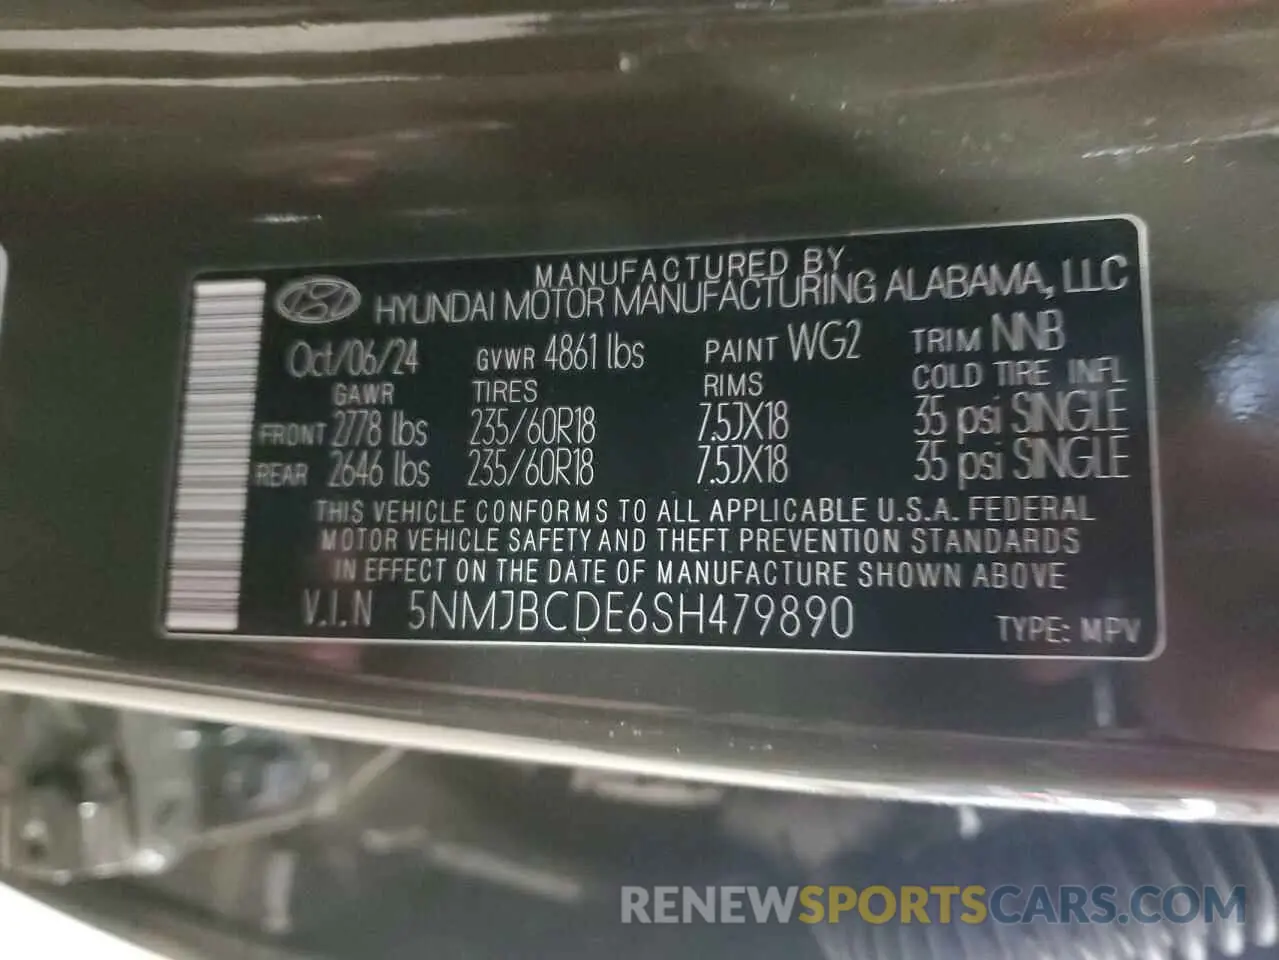 MANUFACTURED BY
HYUNDAI MOTOR MANUFACTURING ALABAMA, LLC
Oct/06/24 GVWR 4861 lbs PAINT WG2 TRIM NNB
GAWR TIRES RIMS COLD TIRE INFL
FRONT 2778 lbs 235/60R18 7.5JX18 35 psi SINGLE
REAR 2646 lbs 235/60R18 7.5JX18 35 psi SINGLE
THIS VEHICLE CONFORMS TO ALL APPLICABLE U.S.A. FEDERAL
MOTOR VEHICLE SAFETY AND THEFT PREVENTION STANDARDS
IN EFFECT ON THE DATE OF MANUFACTURE SHOWN ABOVE
V.I.N 5NMJBCDE6SH479890 TYPE: MPV
RENEWSPORTSCARS.COM